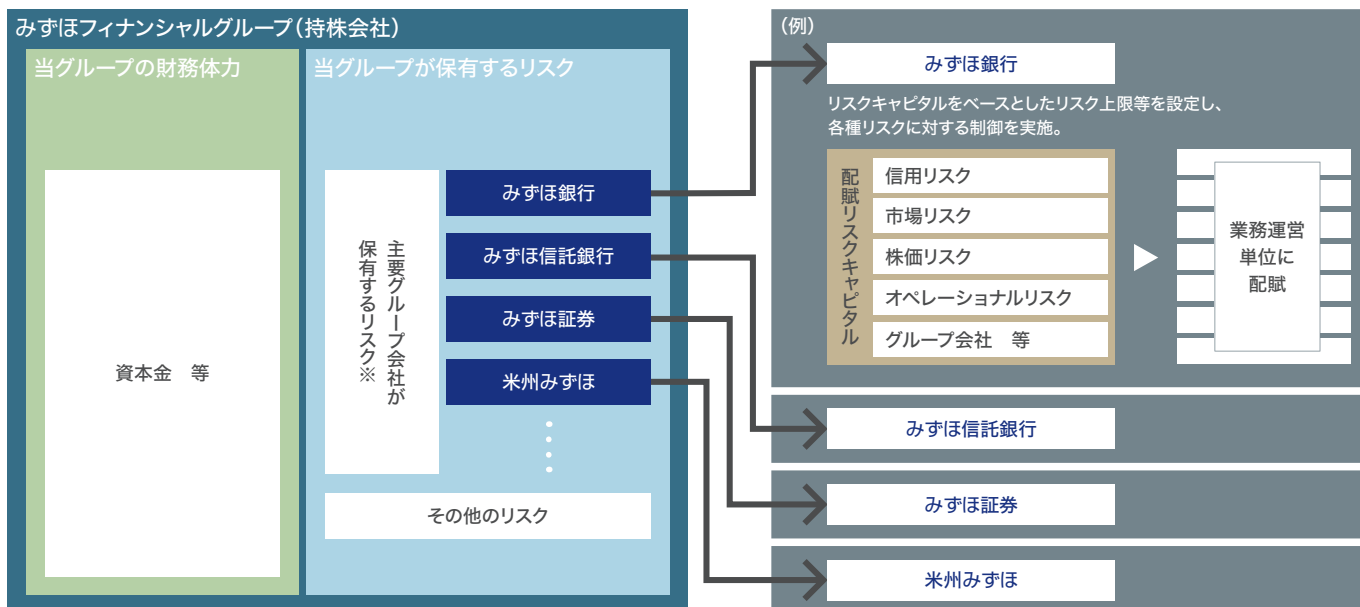 みずほフィナンシャルグループ（持株会社）
当グループの財務体力
資本金　等
当グループが保有するリスク
主要グループ会社が
保有するリスク※
みずほ銀行
みずほ信託銀行
みずほ証券
米州みずほ
その他のリスク
（例）
みずほ銀行
リスクキャピタルをベースとしたリスク上限等を設定し、
各種リスクに対する制御を実施。
配賦リスクキャピタル
信用リスク
市場リスク
株価リスク
オペレーショナルリスク
グループ会社　等
業務運営
単位に
配賦
みずほ信託銀行
みずほ証券
米州みずほ